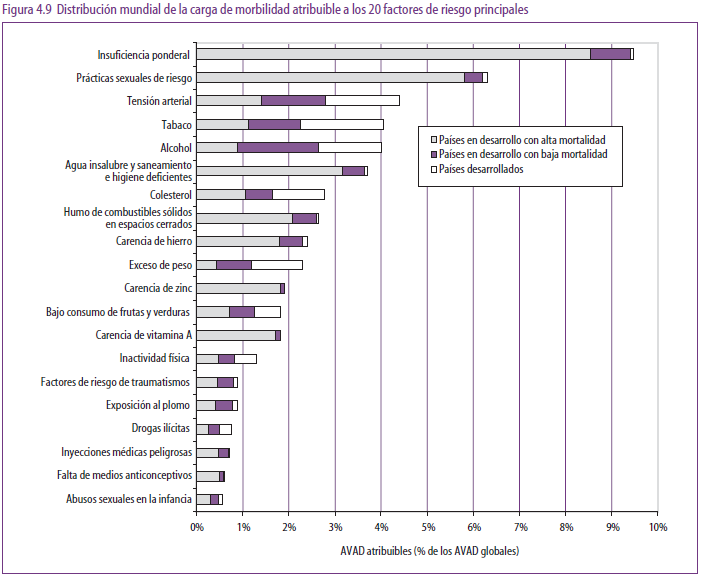 Figura 4.9 Distribución mundial de la carga de morbilidad atribuible a los 20 factores de riesgo principales
Insuficiencia ponderal
Prácticas sexuales de riesgo
Tensión arterial
Tabaco
Alcohol
Agua insalubre y saneamiento
e higiene deficientes
Colesterol
Humo de combustibles sólidos
en espacios cerrados
Carencia de hierro
Exceso de peso
Carencia de zinc
Bajo consumo de frutas y verduras
Carencia de vitamina A
Inactividad física
Factores de riesgo de traumatismos
Exposición al plomo
Drogas ilícitas
Inyecciones médicas peligrosas
Falta de medios anticonceptivos
Abusos sexuales en la infancia
Países en desarrollo con alta mortalidad
Países en desarrollo con baja mortalidad
Países desarrollados
0% 1% 2% 3% 4% 5% 6% 7% 8% 9% 10%
AVAD atribuibles (% de los AVAD globales)